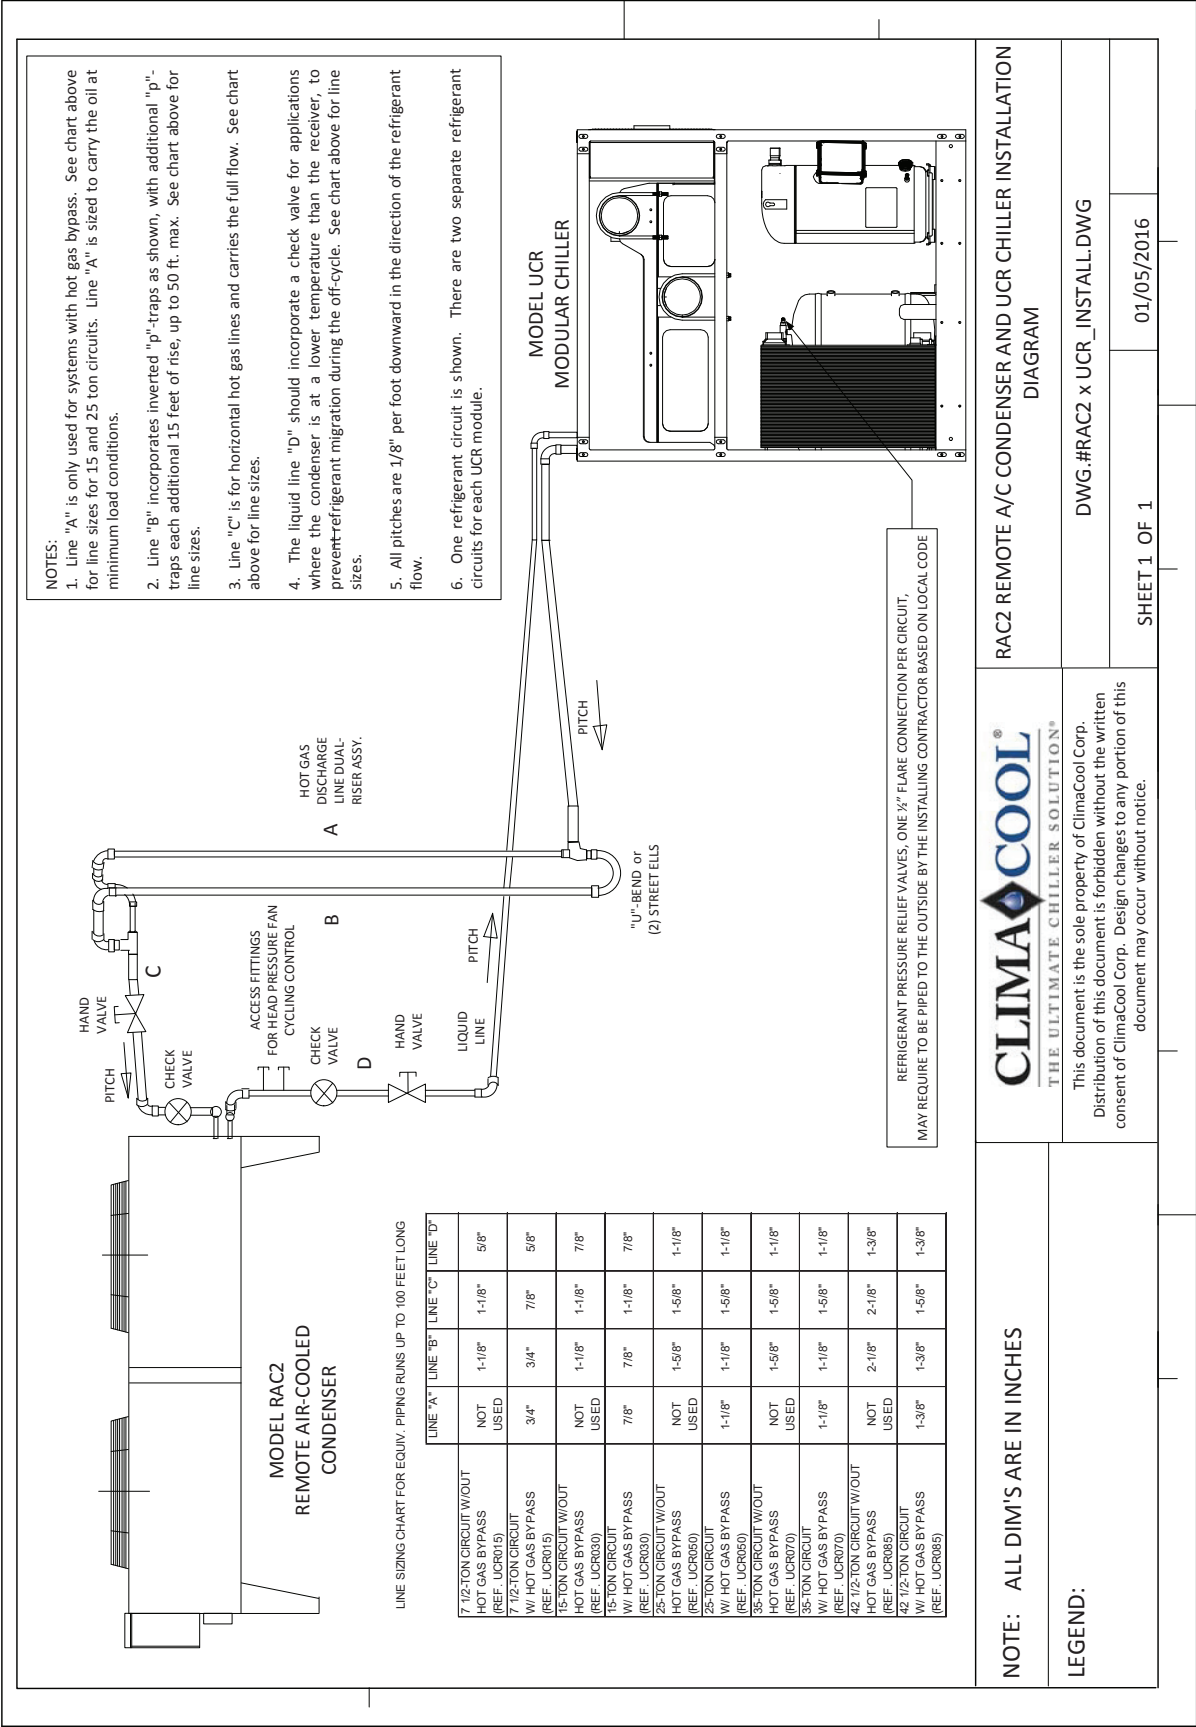 NOTES:
1. Line "A" is only used for systems with hot gas bypass. See chart above
for line sizes for 15 and 25 ton circuits. Line "A" is sized to carry the oil at
minimum load conditions.
2. Line "B" incorporates inverted "p"-traps as shown, with additional "p"-
traps each additional 15 feet of rise, up to 50 ft. max. See chart above for
line sizes.
3. Line "C" is for horizontal hot gas lines and carries the full flow. See chart
above for line sizes.
4. The liquid line "D" should incorporate a check valve for applications
where the condenser is at a lower temperature than the receiver, to
prevent refrigerant migration during the off-cycle. See chart above for line
sizes.
5. All pitches are 1/8" per foot downward in the direction of the refrigerant
flow.
6. One refrigerant circuit is shown. There are two separate refrigerant
circuits for each UCR module.
HAND
VALVE
PITCH
CHECK
VALVE
C
ACCESS FITTINGS
FOR HEAD PRESSURE FAN
CYCLING CONTROL
CHECK
VALVE
D
HAND
VALVE
LIQUID
LINE
PITCH
B
A
HOT GAS
DISCHARGE
LINE DUAL-
RISER ASSY.
PITCH
"U"-BEND or
(2) STREET ELLS
MODEL UCR
MODULAR CHILLER
MODEL RAC2
REMOTE AIR-COOLED
CONDENSER
REFRIGERANT PRESSURE RELIEF VALVES, ONE ½" FLARE CONNECTION PER CIRCUIT,
MAY REQUIRE TO BE PIPED TO THE OUTSIDE BY THE INSTALLING CONTRACTOR BASED ON LOCAL CODE
LINE SIZING CHART FOR EQUIV. PIPING RUNS UP TO 100 FEET LONG
LINE "A" LINE "B" LINE "C" LINE "D"
7 1/2-TON CIRCUIT W/OUT
HOT GAS BYPASS
(REF. UCR015)
NOT
USED
1-1/8" 1-1/8" 5/8"
7 1/2-TON CIRCUIT
W/ HOT GAS BYPASS
(REF. UCR015)
3/4" 3/4" 7/8" 5/8"
15-TON CIRCUIT W/OUT
HOT GAS BYPASS
(REF. UCR030)
NOT
USED
1-1/8" 1-1/8" 7/8"
15-TON CIRCUIT
W/ HOT GAS BYPASS
(REF. UCR030)
7/8" 7/8" 1-1/8" 7/8"
25-TON CIRCUIT W/OUT
HOT GAS BYPASS
(REF. UCR050)
NOT
USED
1-5/8" 1-5/8" 1-1/8"
25-TON CIRCUIT
W/ HOT GAS BYPASS
(REF. UCR050)
1-1/8" 1-1/8" 1-5/8" 1-1/8"
35-TON CIRCUIT W/OUT
HOT GAS BYPASS
(REF. UCR070)
NOT
USED
1-5/8" 1-5/8" 1-1/8"
35-TON CIRCUIT
W/ HOT GAS BYPASS
(REF. UCR070)
1-1/8" 1-1/8" 1-5/8" 1-1/8"
42 1/2-TON CIRCUIT W/OUT
HOT GAS BYPASS
(REF. UCR085)
NOT
USED
2-1/8" 2-1/8" 1-3/8"
42 1/2-TON CIRCUIT
W/ HOT GAS BYPASS
(REF. UCR085)
1-3/8" 1-3/8" 1-5/8" 1-3/8"
NOTE: ALL DIM'S ARE IN INCHES
LEGEND:
CLIMACOOL®
THE ULTIMATE CHILLER SOLUTION®
This document is the sole property of ClimaCool Corp.
Distribution of this document is forbidden without the written
consent of ClimaCool Corp. Design changes to any portion of this
document may occur without notice.
RAC2 REMOTE A/C CONDENSER AND UCR CHILLER INSTALLATION
DIAGRAM
DWG.#RAC2 x UCR_INSTALL.DWG
SHEET 1 OF 1
01/05/2016